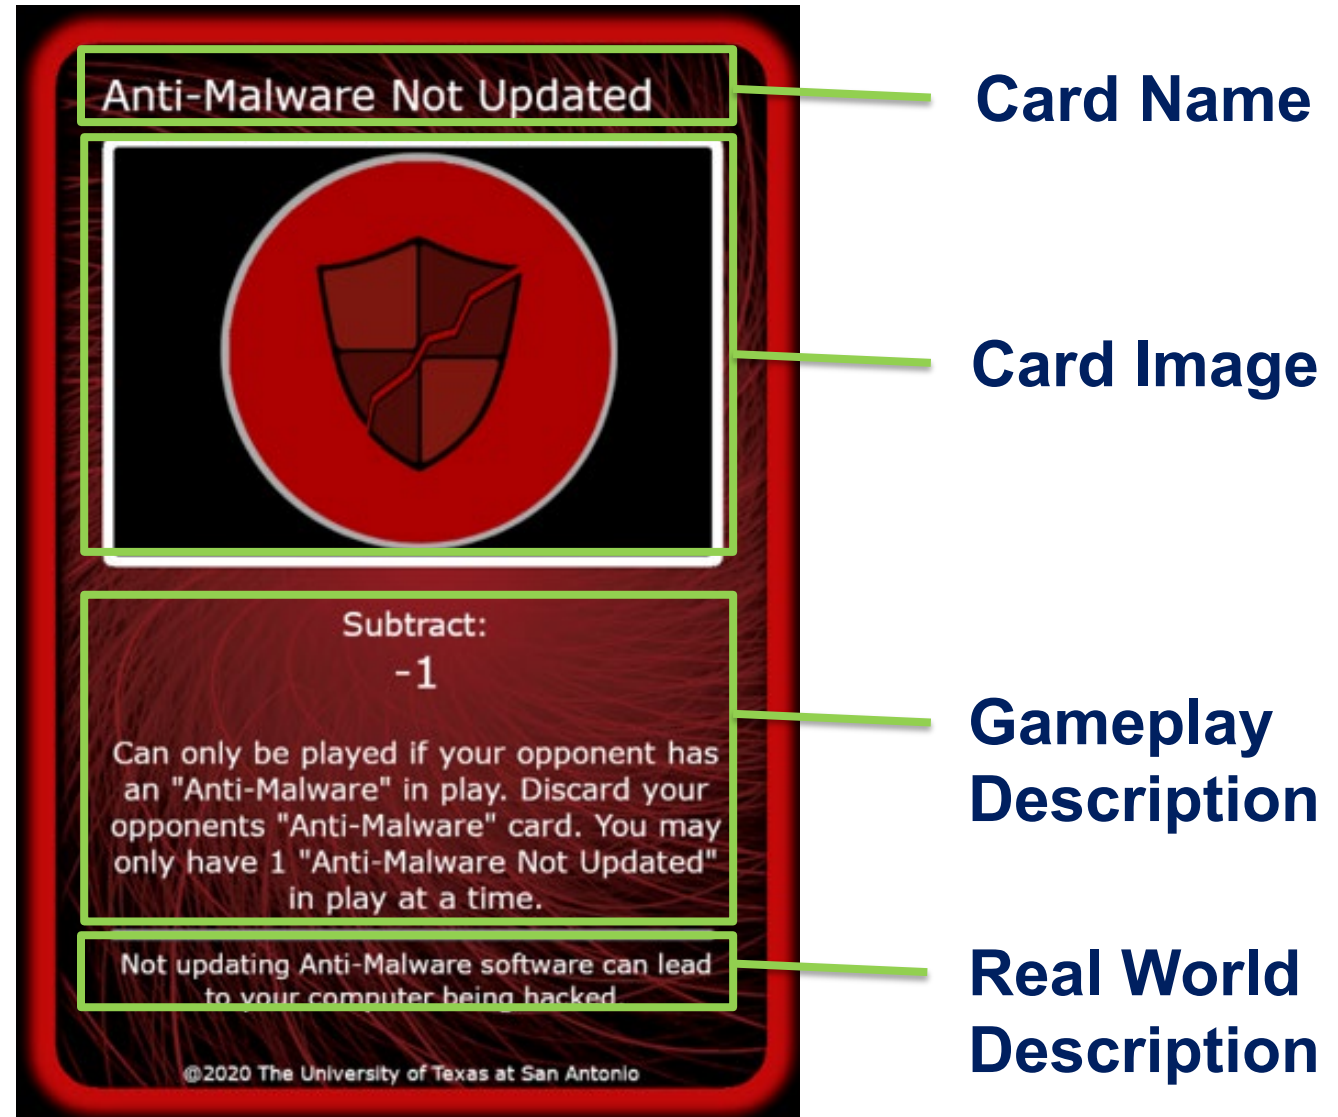 Anti-Malware Not Updated
Card Name
Card Image
Subtract:
-1
Can only be played if your opponent has
an "Anti-Malware" in play. Discard your
opponents "Anti-Malware" card. You may
only have 1 "Anti-Malware Not Updated"
in play at a time.
Gameplay
Description
Not updating Anti-Malware software can lead
to your computer being hacked.
Real World
Description
@2020 The University of Texas at San Antonio